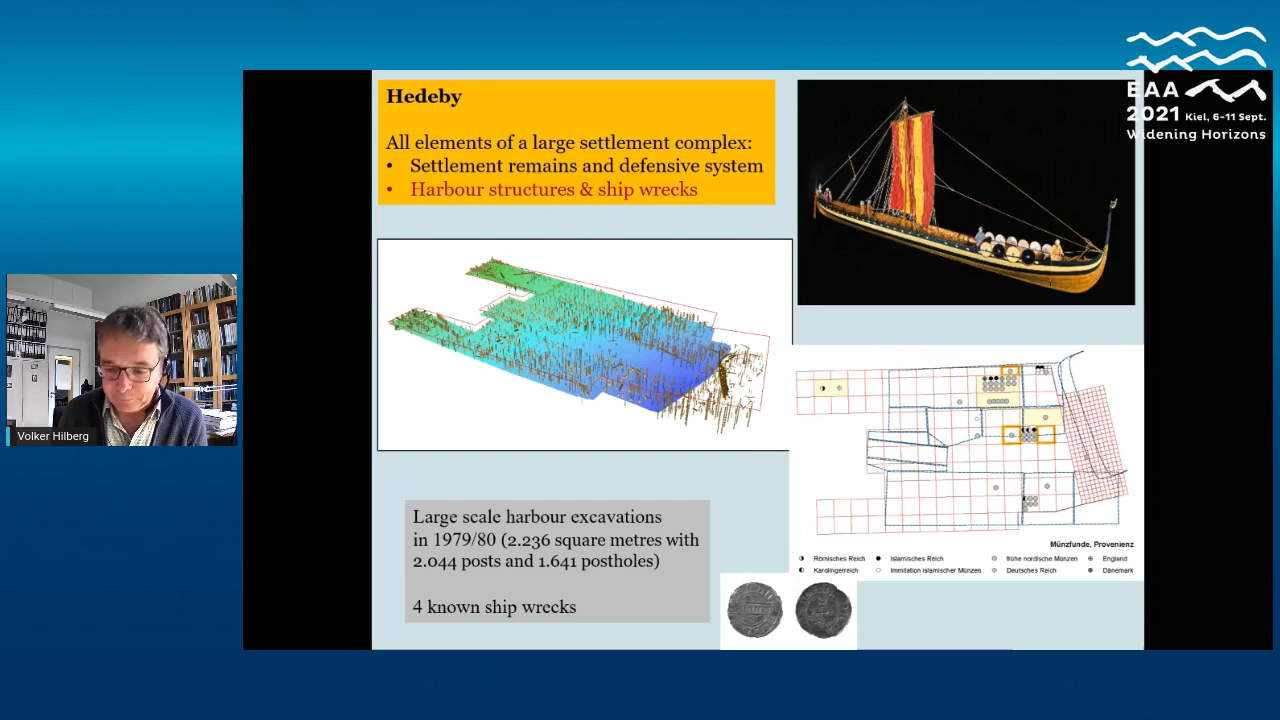 Hedeby
All elements of a large settlement complex:
• Settlement remains and defensive system
• Harbour structures & ship wrecks
EAA
2021 Kiel, 6-11 Sept.
Widening Horizons
Volker Hilberg
Large scale harbour excavations
in 1979/80 (2.236 square metres with
2.044 posts and 1.641 postholes)
4 known ship wrecks
Münzfunde, Provenienz
Römisches Reich
Islamisches Reich
frühe nordische Münzen
England
Karolingerreich
Immitation islamischer Münzen
Deutsches Reich
Dänemark